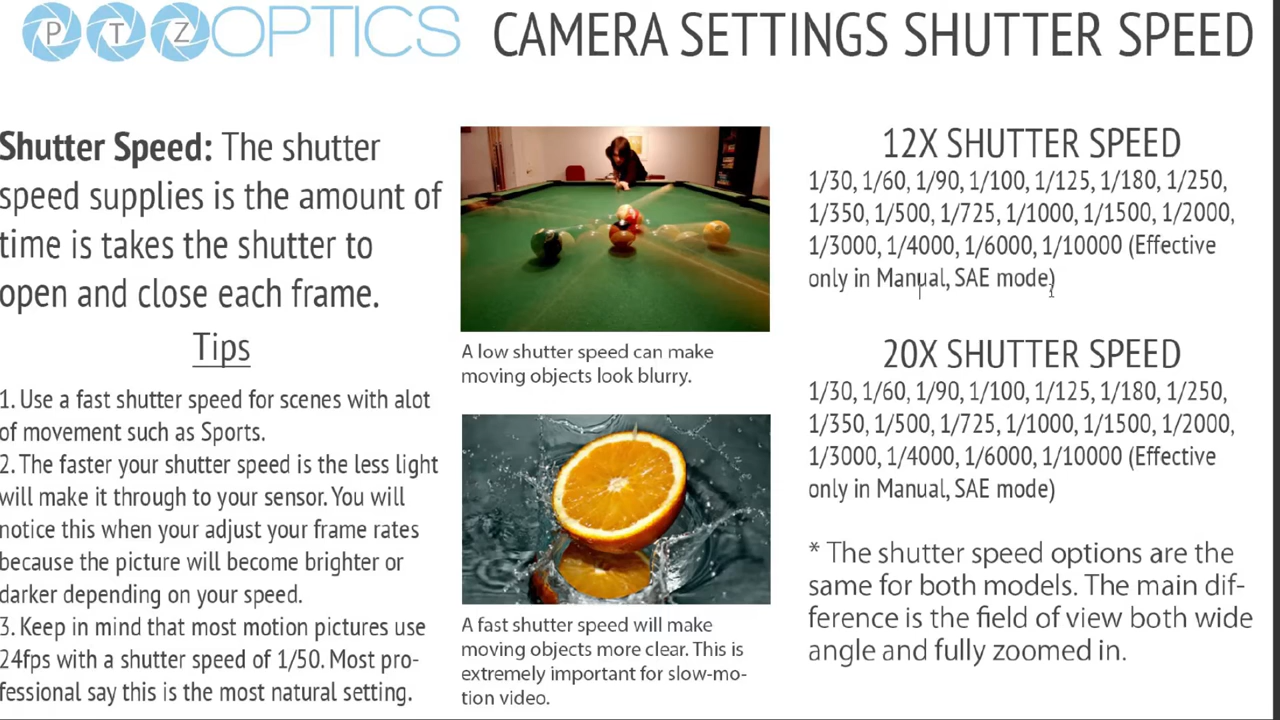 PTZOPTICS CAMERA SETTINGS SHUTTER SPEED
Shutter Speed: The shutter
speed supplies is the amount of
time is takes the shutter to
open and close each frame.
Tips
1. Use a fast shutter speed for scenes with alot
of movement such as Sports.
2. The faster your shutter speed is the less light
will make it through to your sensor. You will
notice this when your adjust your frame rates
because the picture will become brighter or
darker depending on your speed.
3. Keep in mind that most motion pictures use
24fps with a shutter speed of 1/50. Most pro-
fessional say this is the most natural setting.
A low shutter speed can make
moving objects look blurry.
A fast shutter speed will make
moving objects more clear. This is
extremely important for slow-mo-
tion video.
12X SHUTTER SPEED
1/30, 1/60, 1/90, 1/100, 1/125, 1/180, 1/250,
1/350, 1/500, 1/725, 1/1000, 1/1500, 1/2000,
1/3000, 1/4000, 1/6000, 1/10000 (Effective
only in Manual, SAE mode)
20X SHUTTER SPEED
1/30, 1/60, 1/90, 1/100, 1/125, 1/180, 1/250,
1/350, 1/500, 1/725, 1/1000, 1/1500, 1/2000,
1/3000, 1/4000, 1/6000, 1/10000 (Effective
only in Manual, SAE mode)
* The shutter speed options are the
same for both models. The main dif-
ference is the field of view both wide
angle and fully zoomed in.